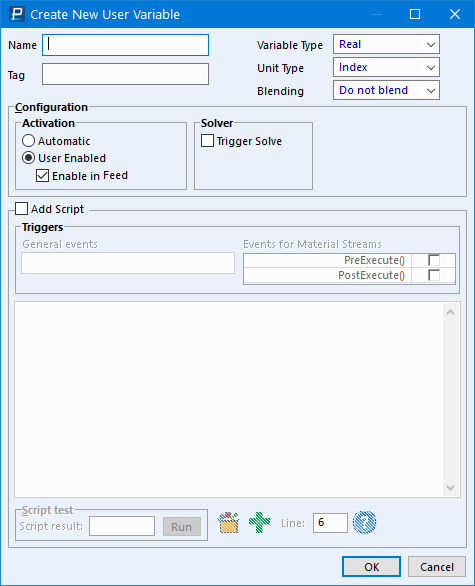 Create New User Variable
Name
Variable Type Real
Unit Type Index
Tag
Blending Do not blend
Configuration
Activation
Automatic
User Enabled
Enable in Feed
Solver
Trigger Solve
Add Script
Triggers
General events
Events for Material Streams
PreExecute()
PostExecute()
Script test
Script result:
Run
Line: 6
?
OK Cancel